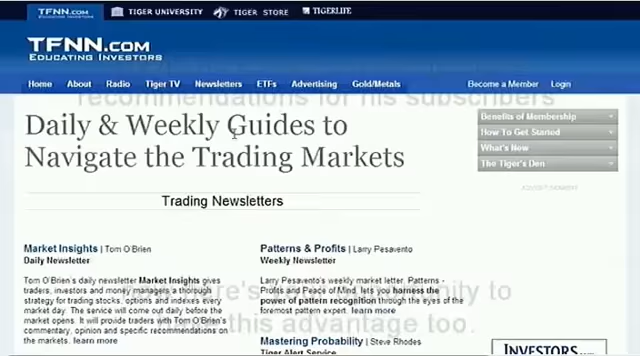 TFNN.COM
EDUCATING INVESTORS
TIGER UNIVERSITY
TIGER STORE
TIGERLIFE
TFNN.COM
EDUCATING INVESTORS
Home About Radio Tiger TV Newsletters ETFs Advertising Gold/Metals Become a Member Login
recommendations for his subscribers
Daily & Weekly Guides to
Navigate the Trading Markets
Benefits of Membership
How To Get Started
What's New
The Tiger's Den
Trading Newsletters
Market Insights | Tom O'Brien
Daily Newsletter
Tom O'Brien's daily newsletter Market Insights gives
traders, investors and money managers a thorough
strategy for trading stocks, options and indexes every
market day. The service will come out daily before the
market opens. It will provide traders with Tom O'Brien's
commentary, opinion and specific recommendations on
the markets. learn more
Patterns & Profits | Larry Pesavento
Weekly Newsletter
Larry Pesavento's weekly market letter, Patterns -
Profits and Peace of Mind, lets you harness the
power of pattern recognition through the eyes of the
foremost pattern expert. learn more
Mastering Probability | Steve Rhodes
Tiger Alert Service
this advantage too.
INVESTORS